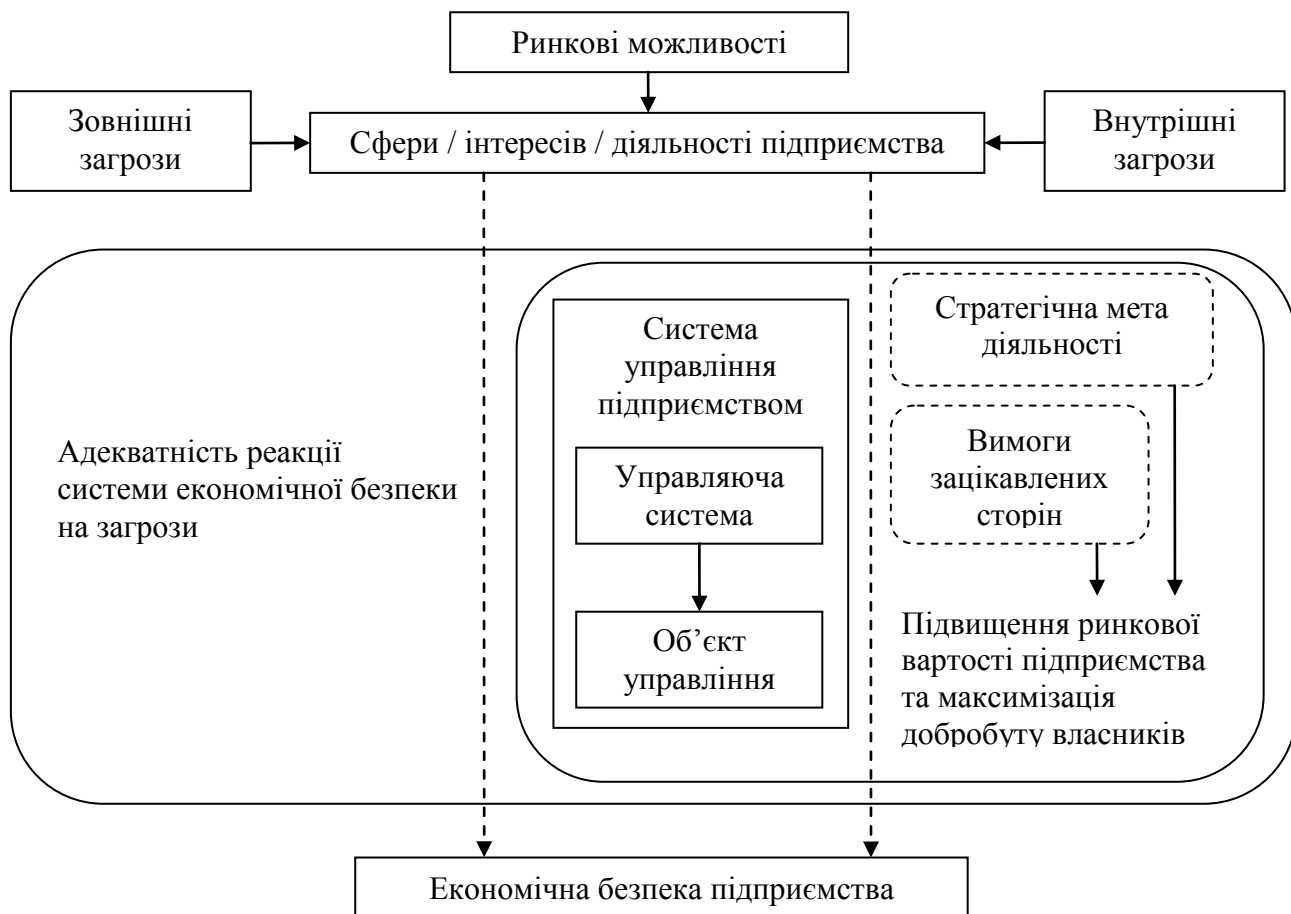 Ринкові можливості
Зовнішні
загрози
Сфери / інтересів / діяльності підприємства
Внутрішні
загрози
Адекватність реакції
системи економічної безпеки
на загрози
Система
управління
підприємством
Управляюча
система
Об’єкт
управління
Стратегічна мета
діяльності
Вимоги
зацікавлених
сторін
Підвищення ринкової
вартості підприємства
та максимізація
добробуту власників
Економічна безпека підприємства